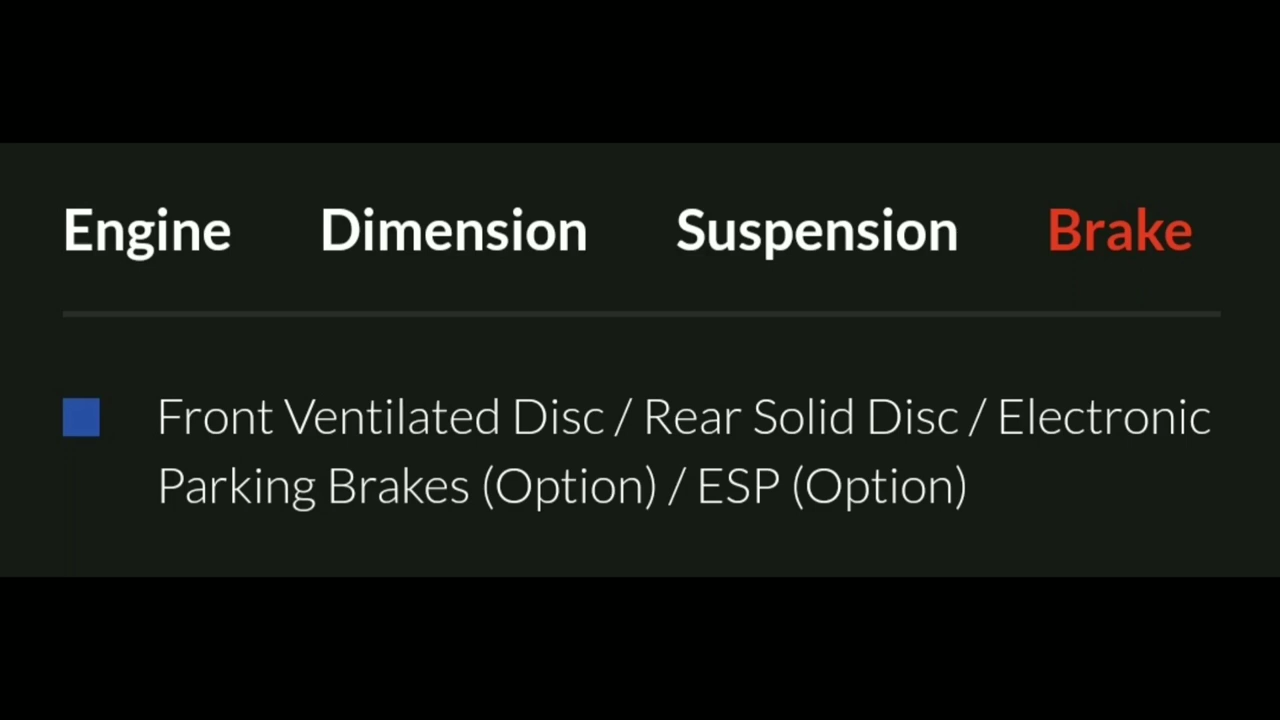 Engine Dimension Suspension Brake
Front Ventilated Disc / Rear Solid Disc / Electronic
Parking Brakes (Option) / ESP (Option)